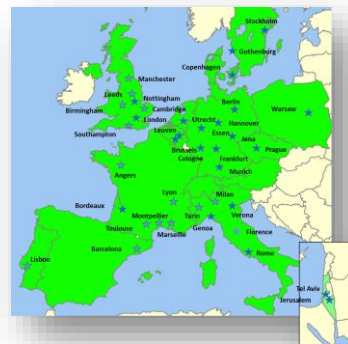 Stockholm
Gothenburg
Copenhagen
Manchester
Leeds
Nottingham
Birmingham
Cambridge
London
Southampton
Berlin
Warsaw
Utrecht
Hannover
Leuven
Essen
Jena
Brussels
Cologne
Prague
Frankfurt
Munich
Angers
Lyon
Milan
Bordeaux
Montpellier
Turin
Verona
Toulouse
Florence
Marseille
Genoa
Barcelona
Rome
Lisbon
Tel Aviv
Jerusalem